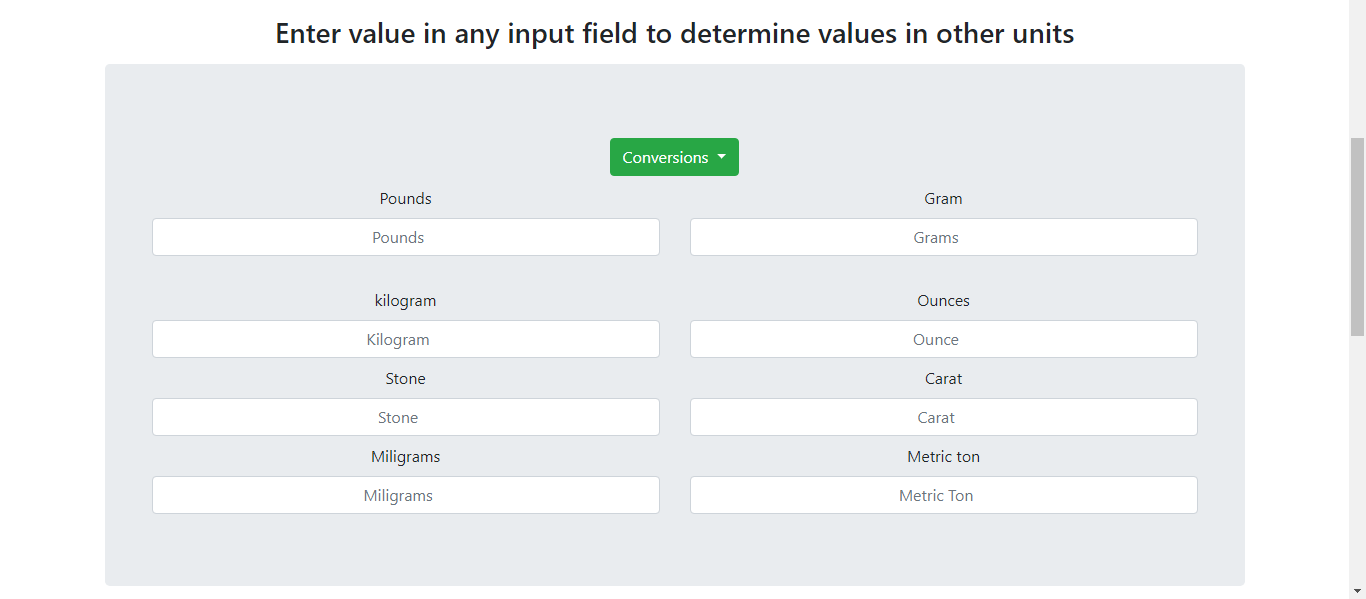 Enter value in any input field to determine values in other units
Conversions
Pounds Gram
Pounds Grams
kilogram Ounces
Kilogram Ounce
Stone Carat
Stone Carat
Miligrams Metric ton
Miligrams Metric Ton